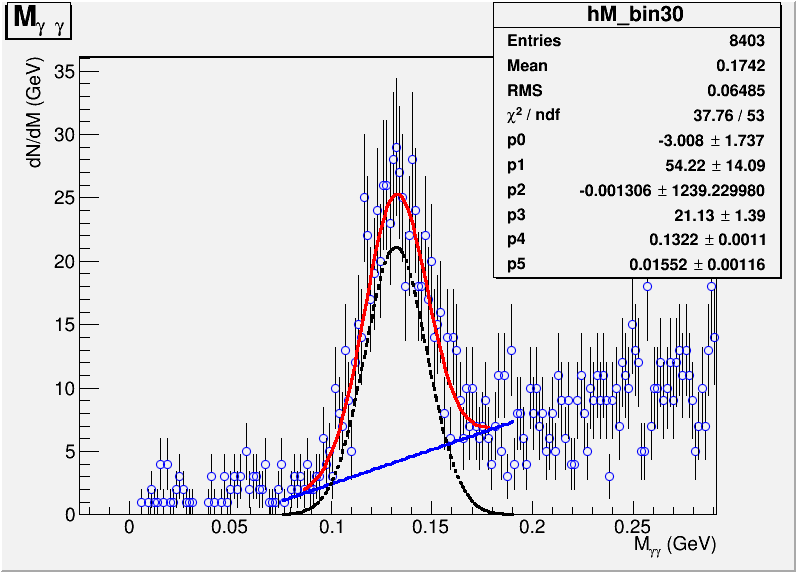 Mγ γ
hM_bin30
Entries 8403
Mean 0.1742
RMS 0.06485
χ² / ndf 37.76 / 53
p0 -3.008 ± 1.737
p1 54.22 ± 14.09
p2 -0.001306 ± 1239.229980
p3 21.13 ± 1.39
p4 0.1322 ± 0.0011
p5 0.01552 ± 0.00116
dN/dM (GeV)
35
30
25
20
15
10
5
0
0 0.05 0.1 0.15 0.2 0.25
Mγγ (GeV)